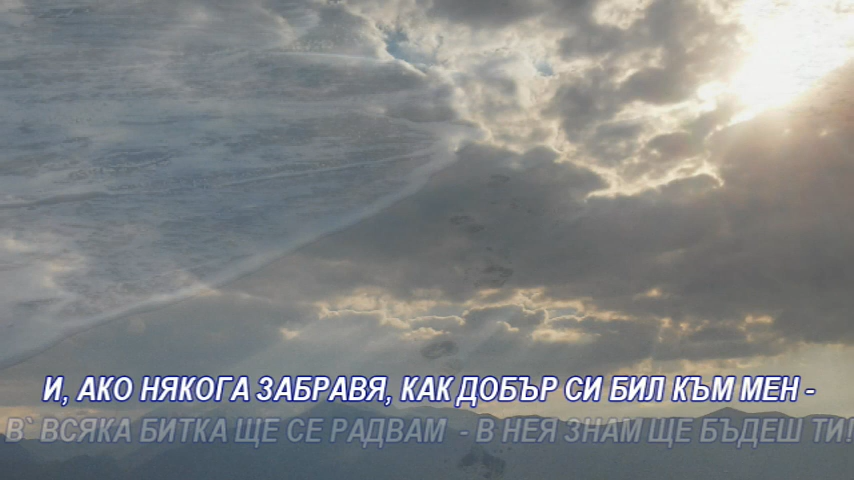 И, АКО НЯКОГА ЗАБРАВЯ, КАК ДОБЪР СИ БИЛ КЪМ МЕН -
В` ВСЯКА БИТКА ЩЕ СЕ РАДВАМ - В НЕЯ ЗНАМ ЩЕ БЪДЕШ ТИ!